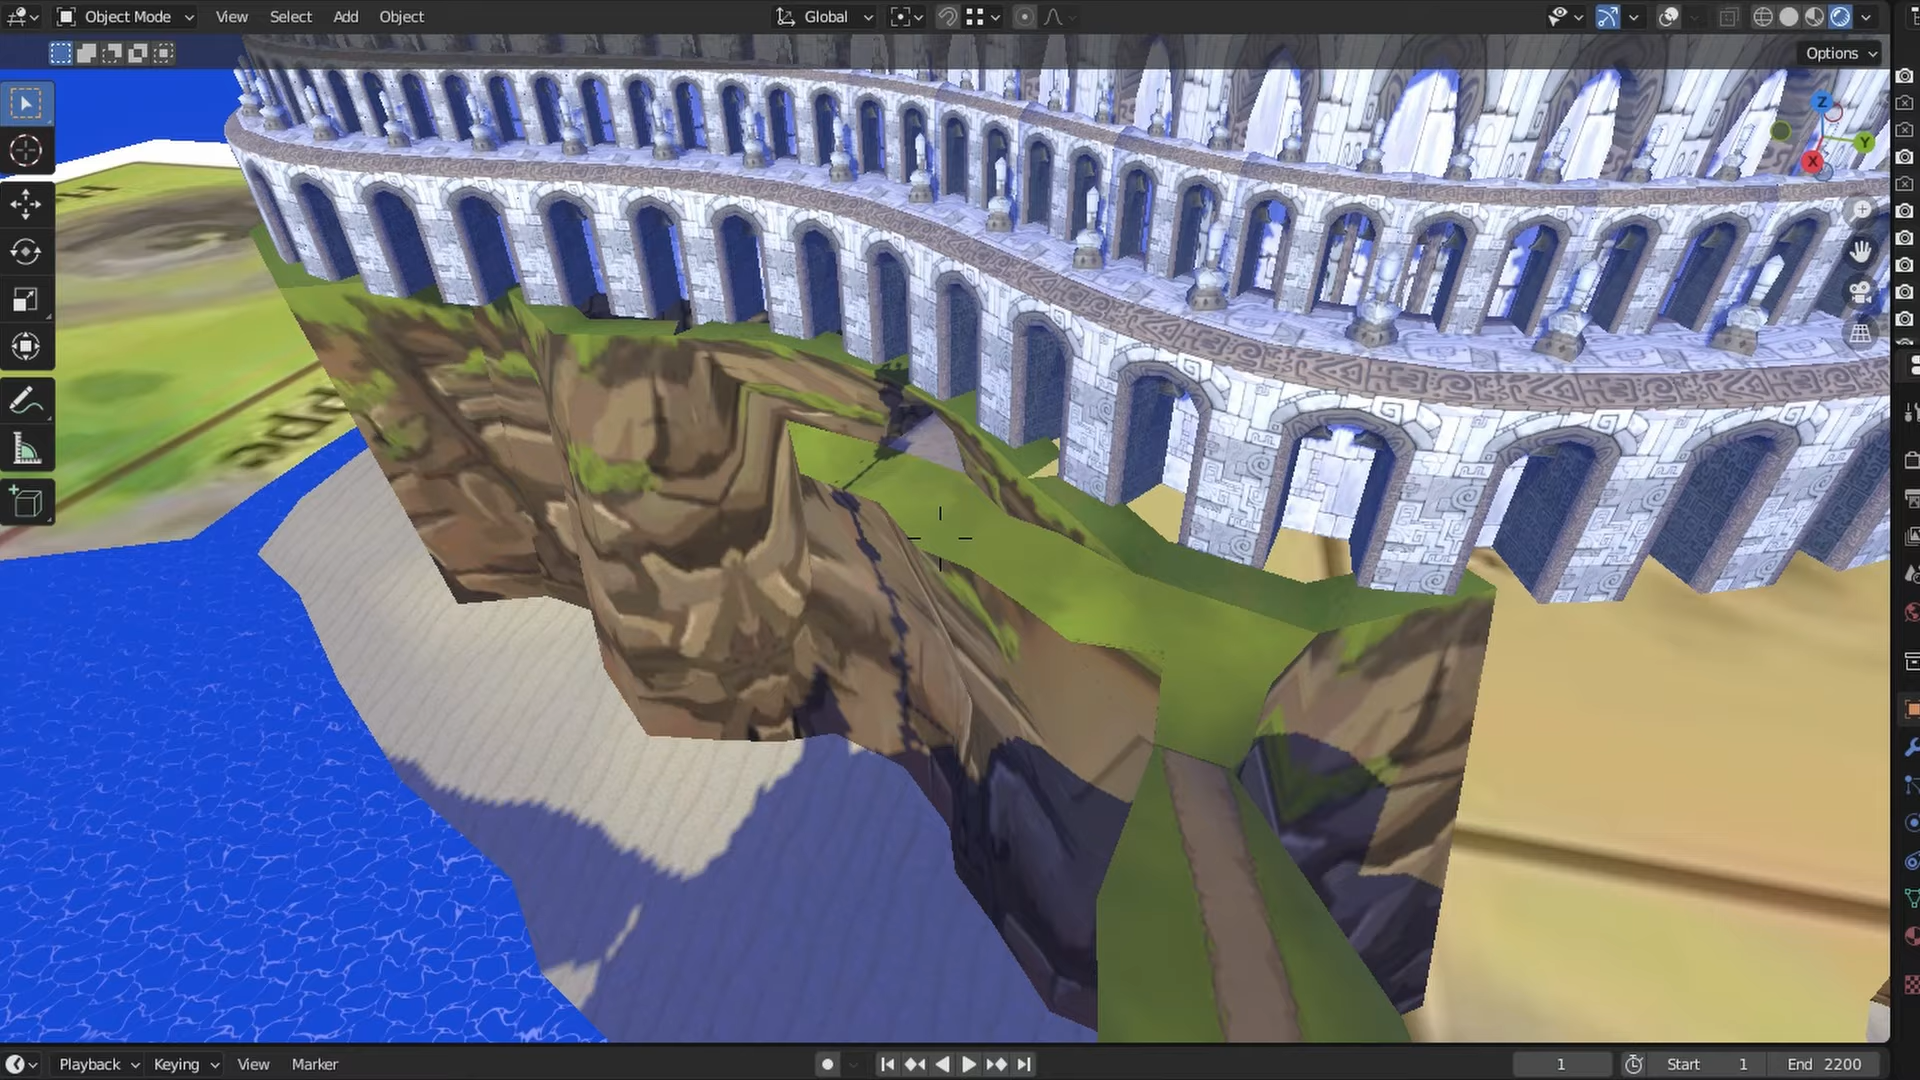 Object Mode View Select Add Object Global
Options
Z
Y
X
Playback Keying View Marker 1 Start 1 End 2200